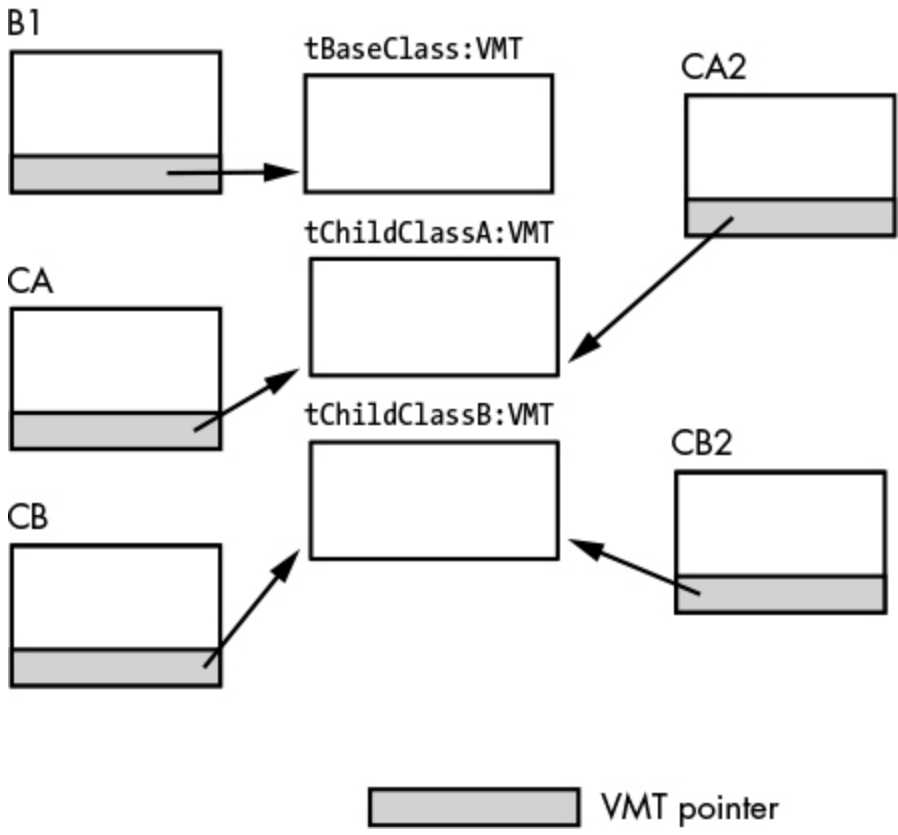 B1
tBaseClass:VMT
CA2
tChildClassA:VMT
CA
tChildClassB:VMT
CB2
CB
VMT pointer